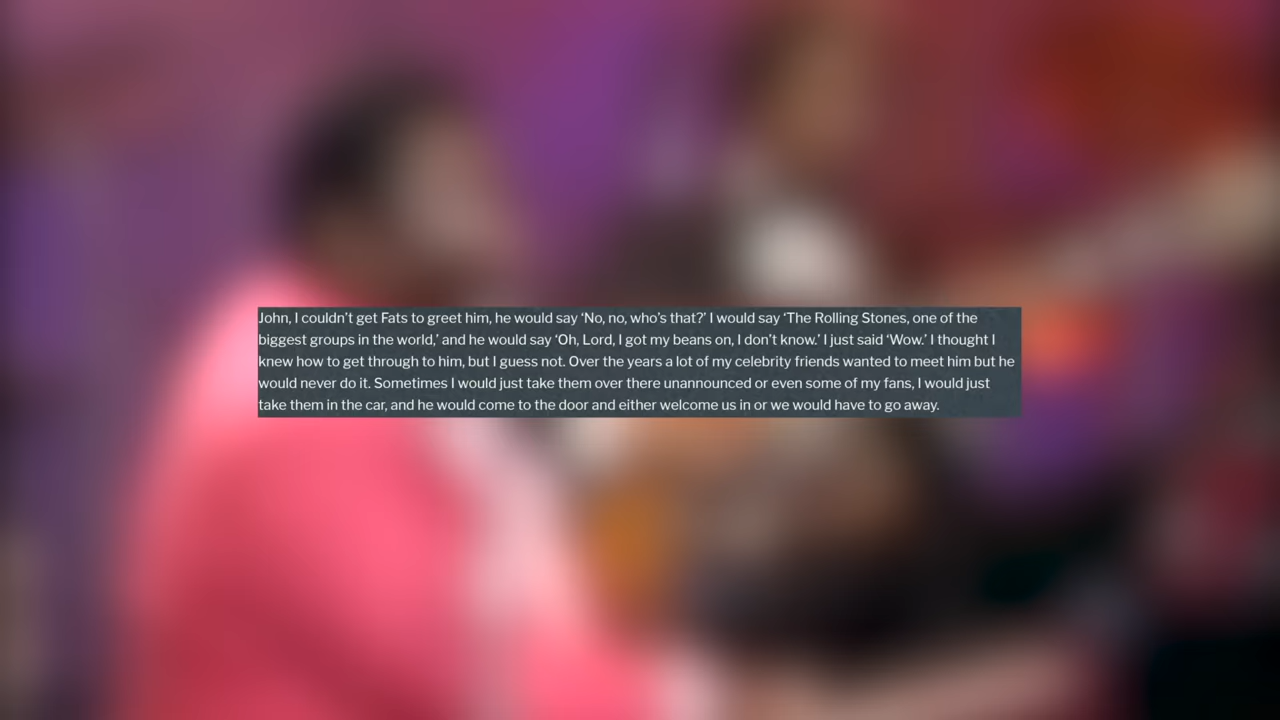 John, I couldn’t get Fats to greet him, he would say ‘No, no, who’s that?’ I would say ‘The Rolling Stones, one of the
biggest groups in the world,’ and he would say ‘Oh, Lord, I got my beans on, I don’t know.’ I just said ‘Wow.’ I thought I
knew how to get through to him, but I guess not. Over the years a lot of my celebrity friends wanted to meet him but he
would never do it. Sometimes I would just take them over there unannounced or even some of my fans, I would just
take them in the car, and he would come to the door and either welcome us in or we would have to go away.